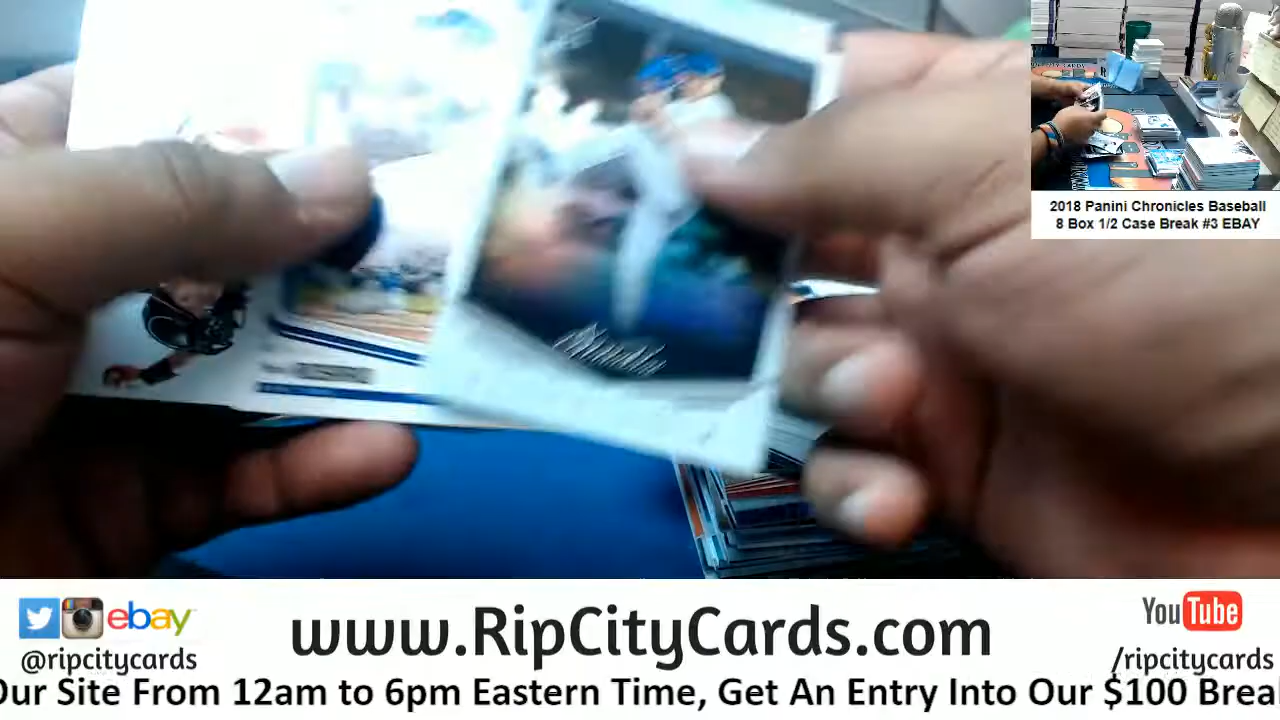 2018 Panini Chronicles Baseball
8 Box 1/2 Case Break #3 EBAY
ebay
www.RipCityCards.com
YouTube
@ripcitycards
/ripcitycards
Our Site From 12am to 6pm Eastern Time, Get An Entry Into Our $100 Break